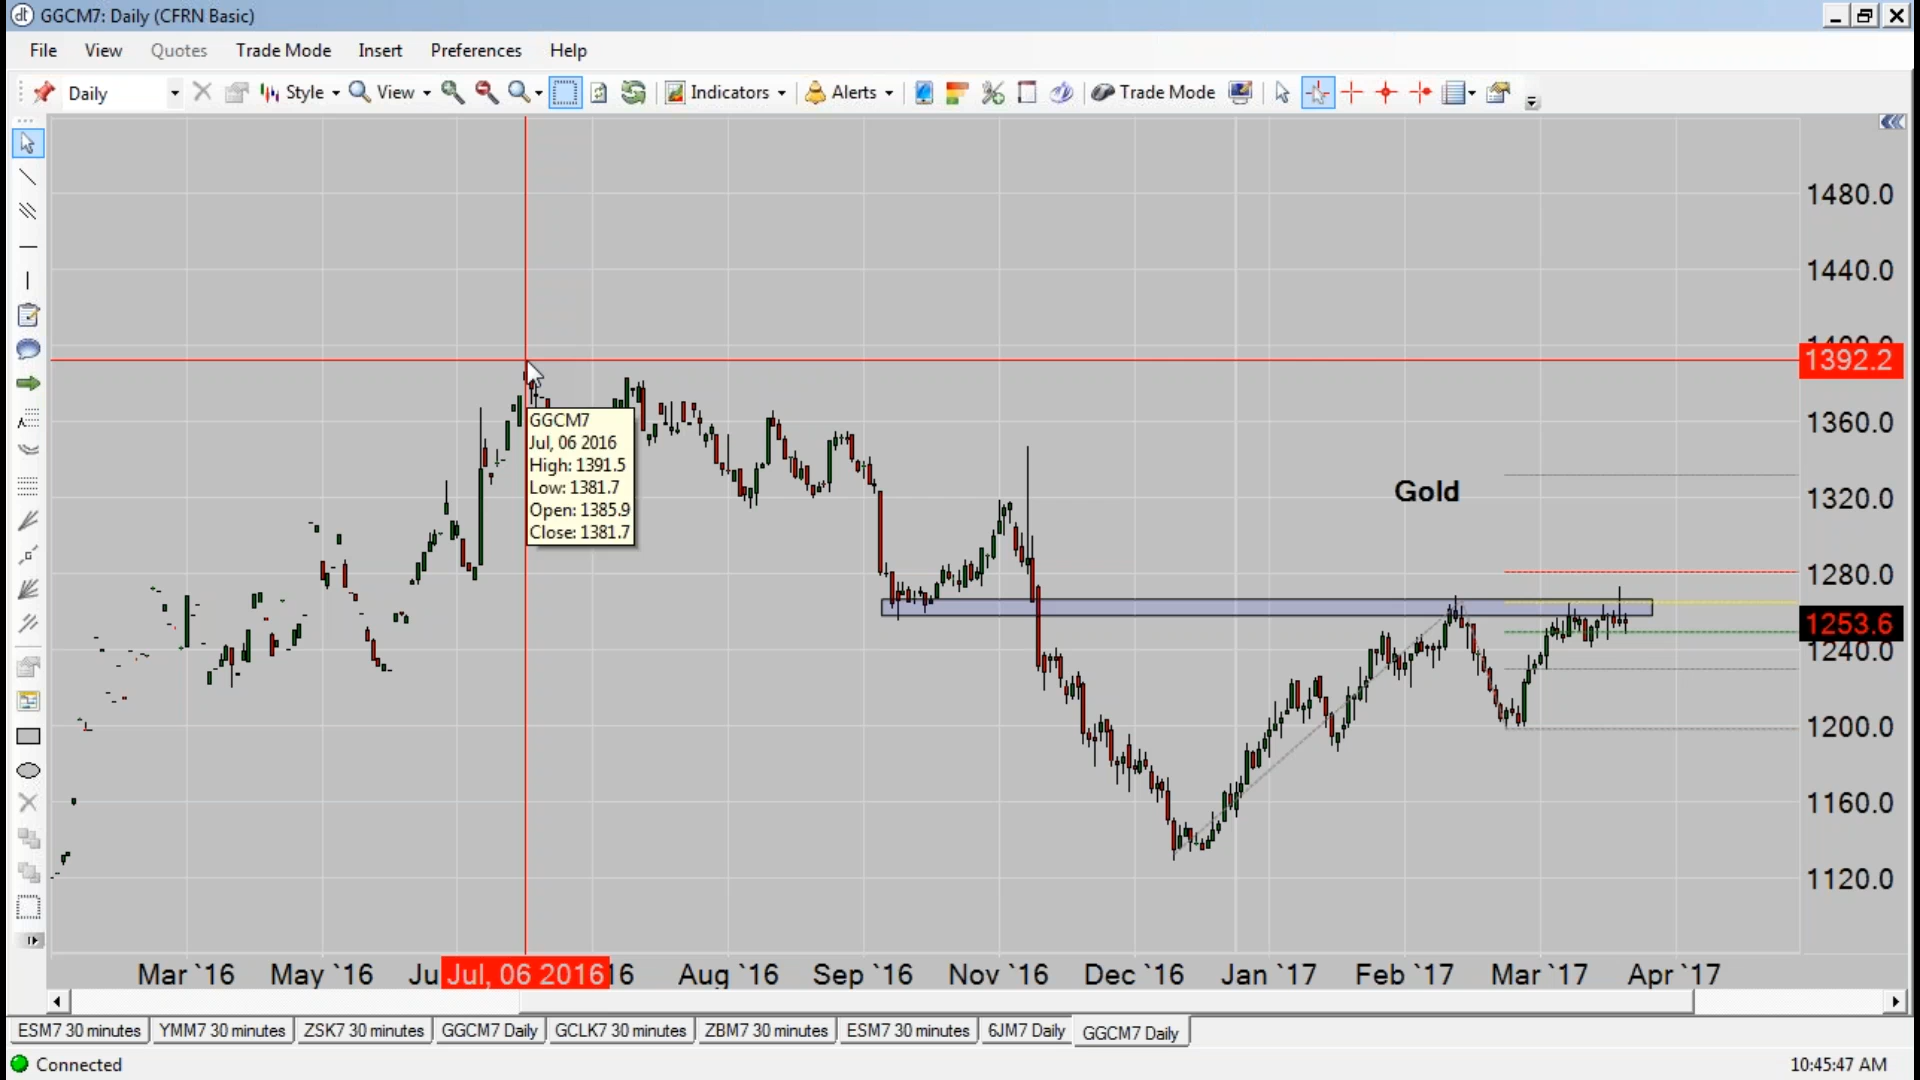 GGCM7: Daily (CFRN Basic)
File View Quotes Trade Mode Insert Preferences Help
Daily Style View Indicators Alerts Trade Mode
1480.0
1440.0
1392.2
GGCM7
Jul, 06 2016
High: 1391.5
Low: 1381.7
Open: 1385.9
Close: 1381.7
1360.0
Gold
1320.0
1280.0
1253.6
1240.0
1200.0
1160.0
1120.0
Mar `16 May `16 Ju Jul, 06 2016 16 Aug `16 Sep `16 Nov `16 Dec `16 Jan `17 Feb `17 Mar `17 Apr `17
ESM7 30 minutes YMM7 30 minutes ZSK7 30 minutes GGCM7 Daily GCLK7 30 minutes ZBM7 30 minutes ESM7 30 minutes 6JM7 Daily GGCM7 Daily
Connected 10:45:47 AM